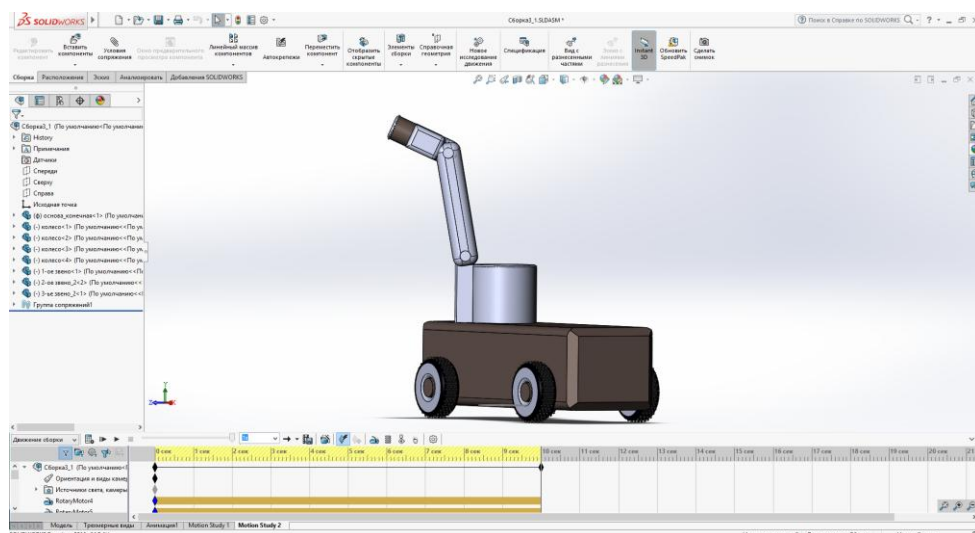 SOLIDWORKS
Сборка3_1.SLDASM *
Поиск в Справке по SOLIDWORKS
Редактировать компонент
Вставить компоненты
Условия сопряжения
Линейный массив компонентов
Автокрепежи
Переместить компонент
Отобразить скрытые компоненты
Элементы сборки
Справочная геометрия
Новое исследование движения
Спецификация
Вид с разнесенными частями
Instant 3D
Обновить SpeedPak
Сделать снимок
Сборка Расположение Эскиз Анализировать Добавления SOLIDWORKS
Сборка3_1 (По умолчанию<По умолчанию
History
Примечания
Датчики
Спереди
Сверху
Справа
Исходная точка
(ф) основа_конечная<1> (По умолчани
(-) колесо<1> (По умолчанию<<По ум
(-) колесо<2> (По умолчанию<<По ум
(-) колесо<3> (По умолчанию<<По ум
(-) колесо<4> (По умолчанию<<По ум
(-) 1-ое звено<1> (По умолчанию<<По
(-) 2-ое звено_2<2> (По умолчанию<<
(-) 3-ье звено_2<1> (По умолчанию<<
Группа сопряжений1
Движение сборки
0 сек 1 сек 2 сек 3 сек 4 сек 5 сек 6 сек 7 сек 8 сек 9 сек 10 сек 11 сек 12 сек 13 сек 14 сек 15 сек 16 сек 17 сек 18 сек 19 сек 20 сек 21
Сборка3_1 (По умолчанию<
Ориентация и виды камер
Источники света, камеры
RotaryMotor4
Модель Трехмерные виды Анимация1 Motion Study 1 Motion Study 2